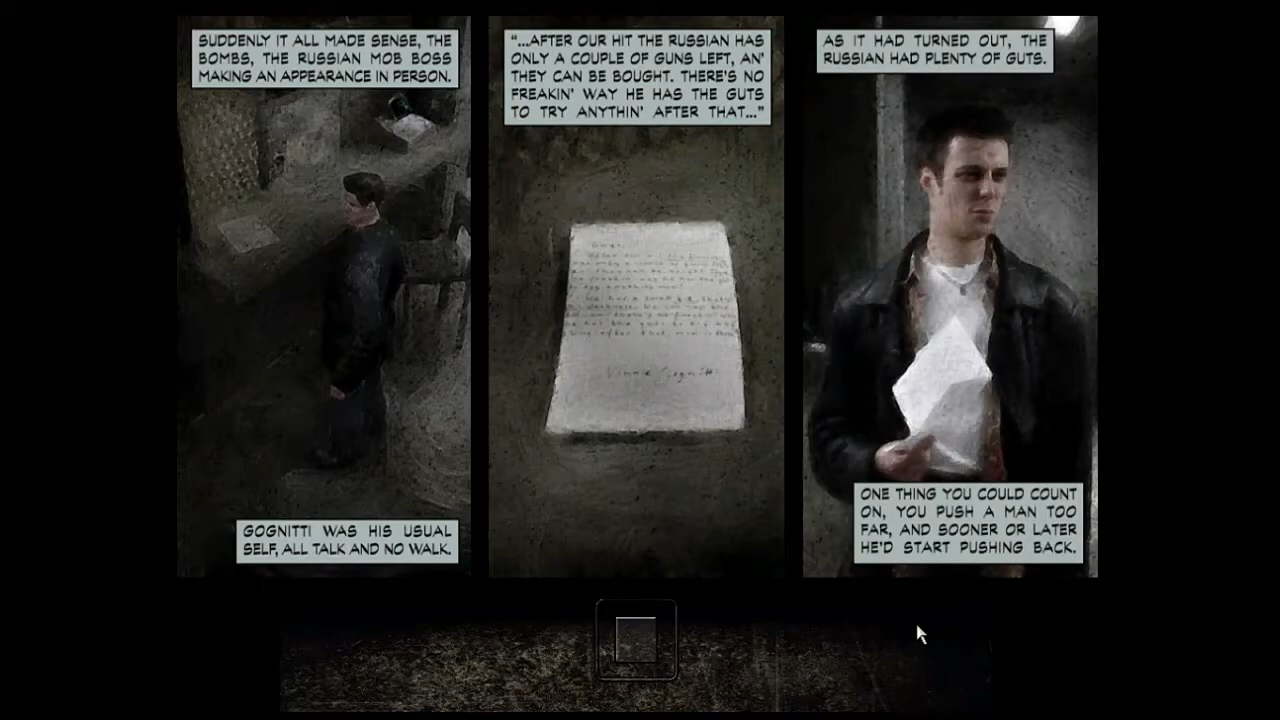 SUDDENLY IT ALL MADE SENSE, THE
BOMBS, THE RUSSIAN MOB BOSS
MAKING AN APPEARANCE IN PERSON.
GOGNITTI WAS HIS USUAL
SELF, ALL TALK AND NO WALK.
"...AFTER OUR HIT THE RUSSIAN HAS
ONLY A COUPLE OF GUNS LEFT, AN'
THEY CAN BE BOUGHT. THERE'S NO
FREAKIN' WAY HE HAS THE GUTS
TO TRY ANYTHIN' AFTER THAT..."
Vinnie Gognitti
AS IT HAD TURNED OUT, THE
RUSSIAN HAD PLENTY OF GUTS.
ONE THING YOU COULD COUNT
ON, YOU PUSH A MAN TOO
FAR, AND SOONER OR LATER
HE'D START PUSHING BACK.